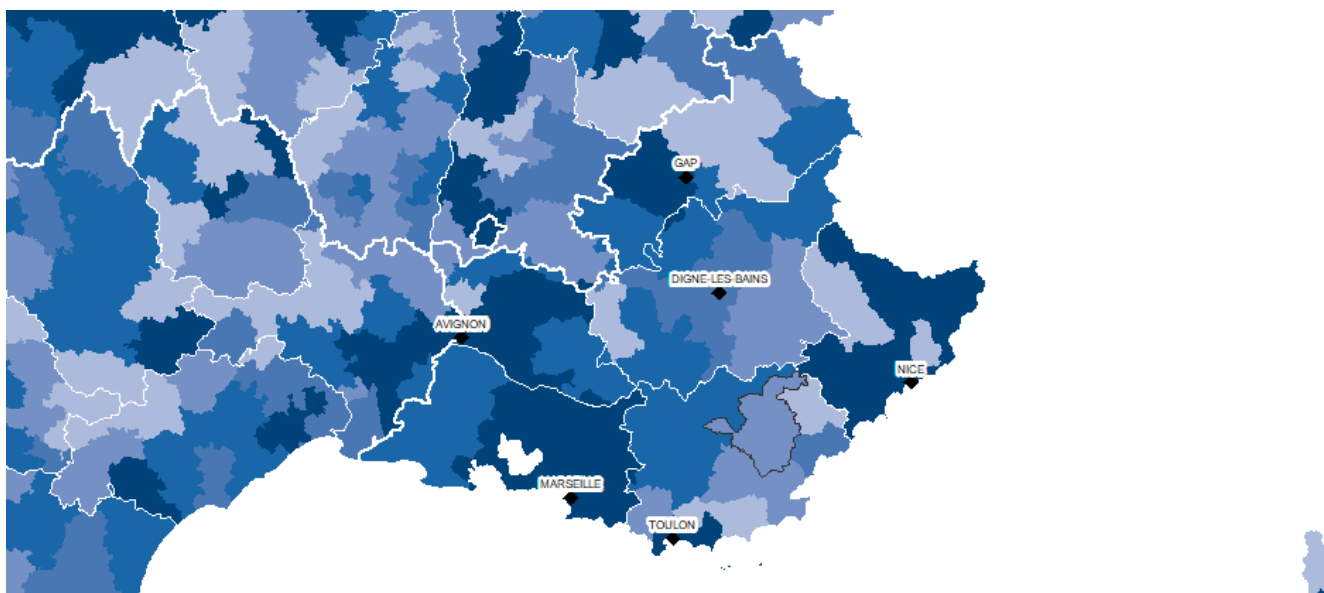 GAP
DIGNE-LES-BAINS
AVIGNON
NICE
MARSEILLE
TOULON